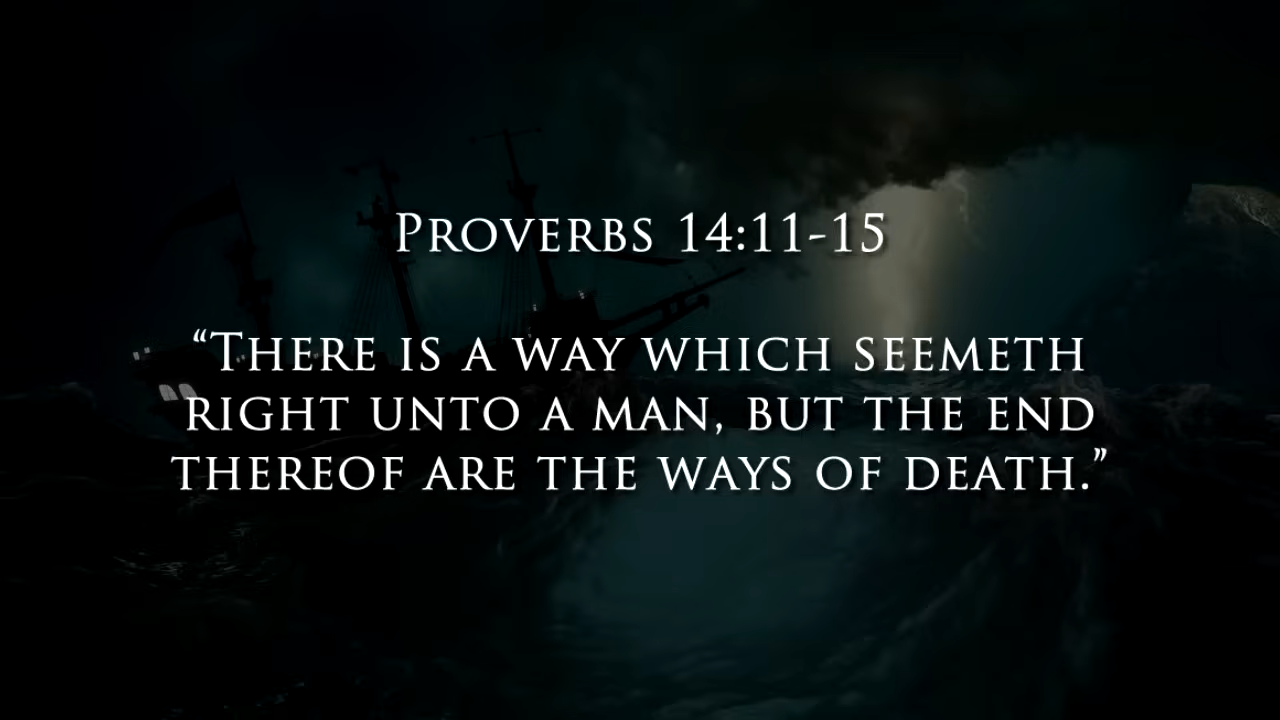 Proverbs 14:11-15
“There is a way which seemeth
right unto a man, but the end
thereof are the ways of death.”